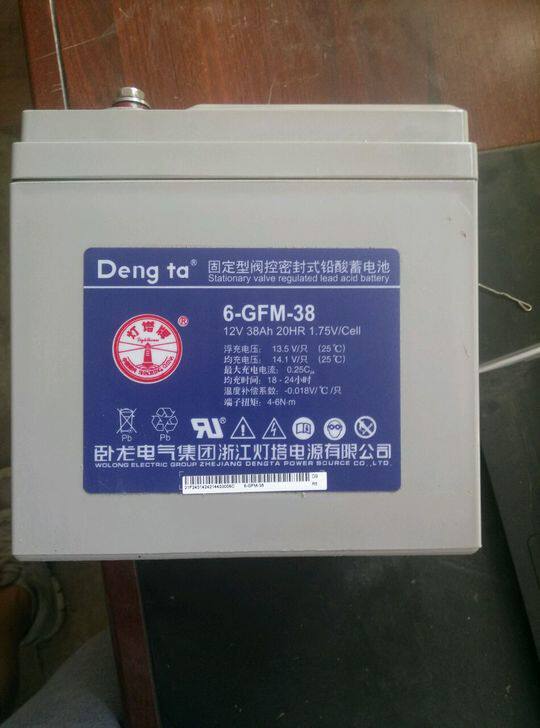 Deng ta® 固定型阀控密封式铅酸蓄电池
Stationary valve regulated lead acid battery
6-GFM-38
12V 38Ah 20HR 1.75V/Cell
浮充电压: 13.5 V/只 (25℃)
均充电压: 14.1 V/只 (25℃)
最大充电电流: 0.25C
均充时间: 18 - 24小时
温度补偿系数: -0.018V/℃/只
端子扭矩: 4-6N·m
灯塔牌 ®
Pb Pb
卧龙电气集团浙江灯塔电源有限公司
WOLONG ELECTRIC GROUP ZHEJIANG DENGTA POWER SOURCE CO.,LTD.
6-GFM-38